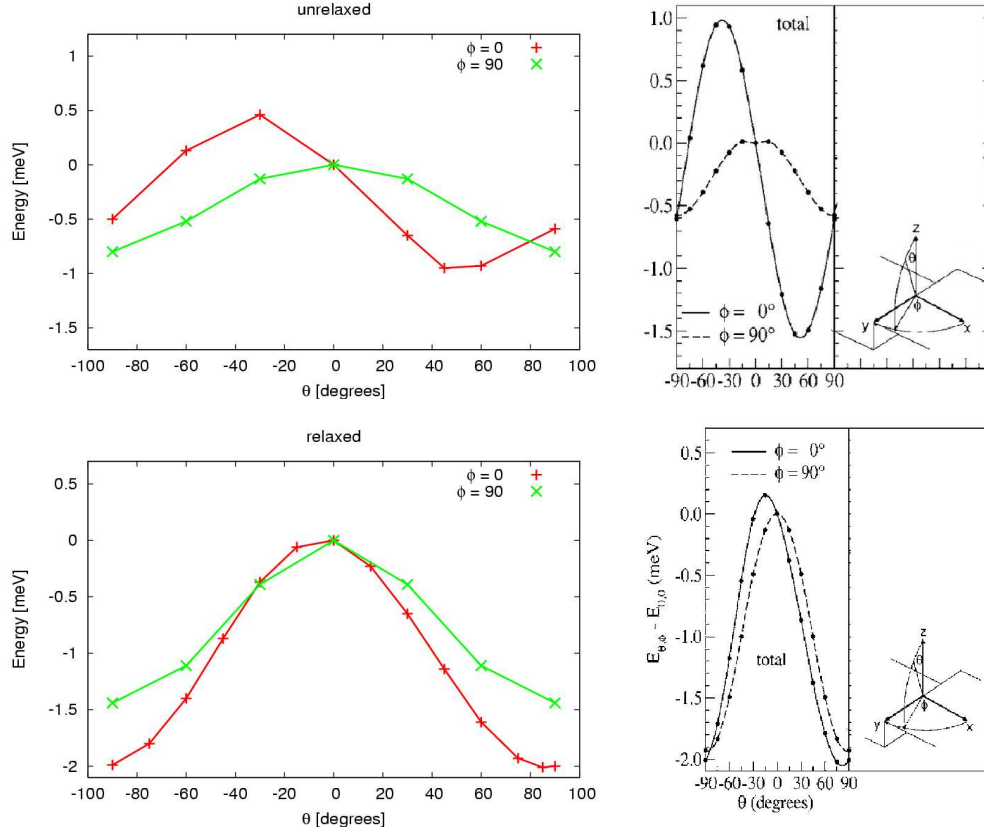 unrelaxed
1
0.5
0
-0.5
-1
-1.5
Energy [meV]
ϕ = 0
ϕ = 90
-100 -80 -60 -40 -20 0 20 40 60 80 100
θ [degrees]
1.0
0.5
0.0
-0.5
-1.0
-1.5
total
ϕ = 0°
ϕ = 90°
-90 -60 -30 0 30 60 90
z
θ
ϕ
y
x
relaxed
0.5
0
-0.5
-1
-1.5
-2
Energy [meV]
ϕ = 0
ϕ = 90
-100 -80 -60 -40 -20 0 20 40 60 80 100
θ [degrees]
0.5
0.0
-0.5
-1.0
-1.5
-2.0
E θ,ϕ - E 0,0 (meV)
ϕ = 0°
ϕ = 90°
total
-90 -60 -30 0 30 60 90
θ (degrees)
z
θ
ϕ
y
x